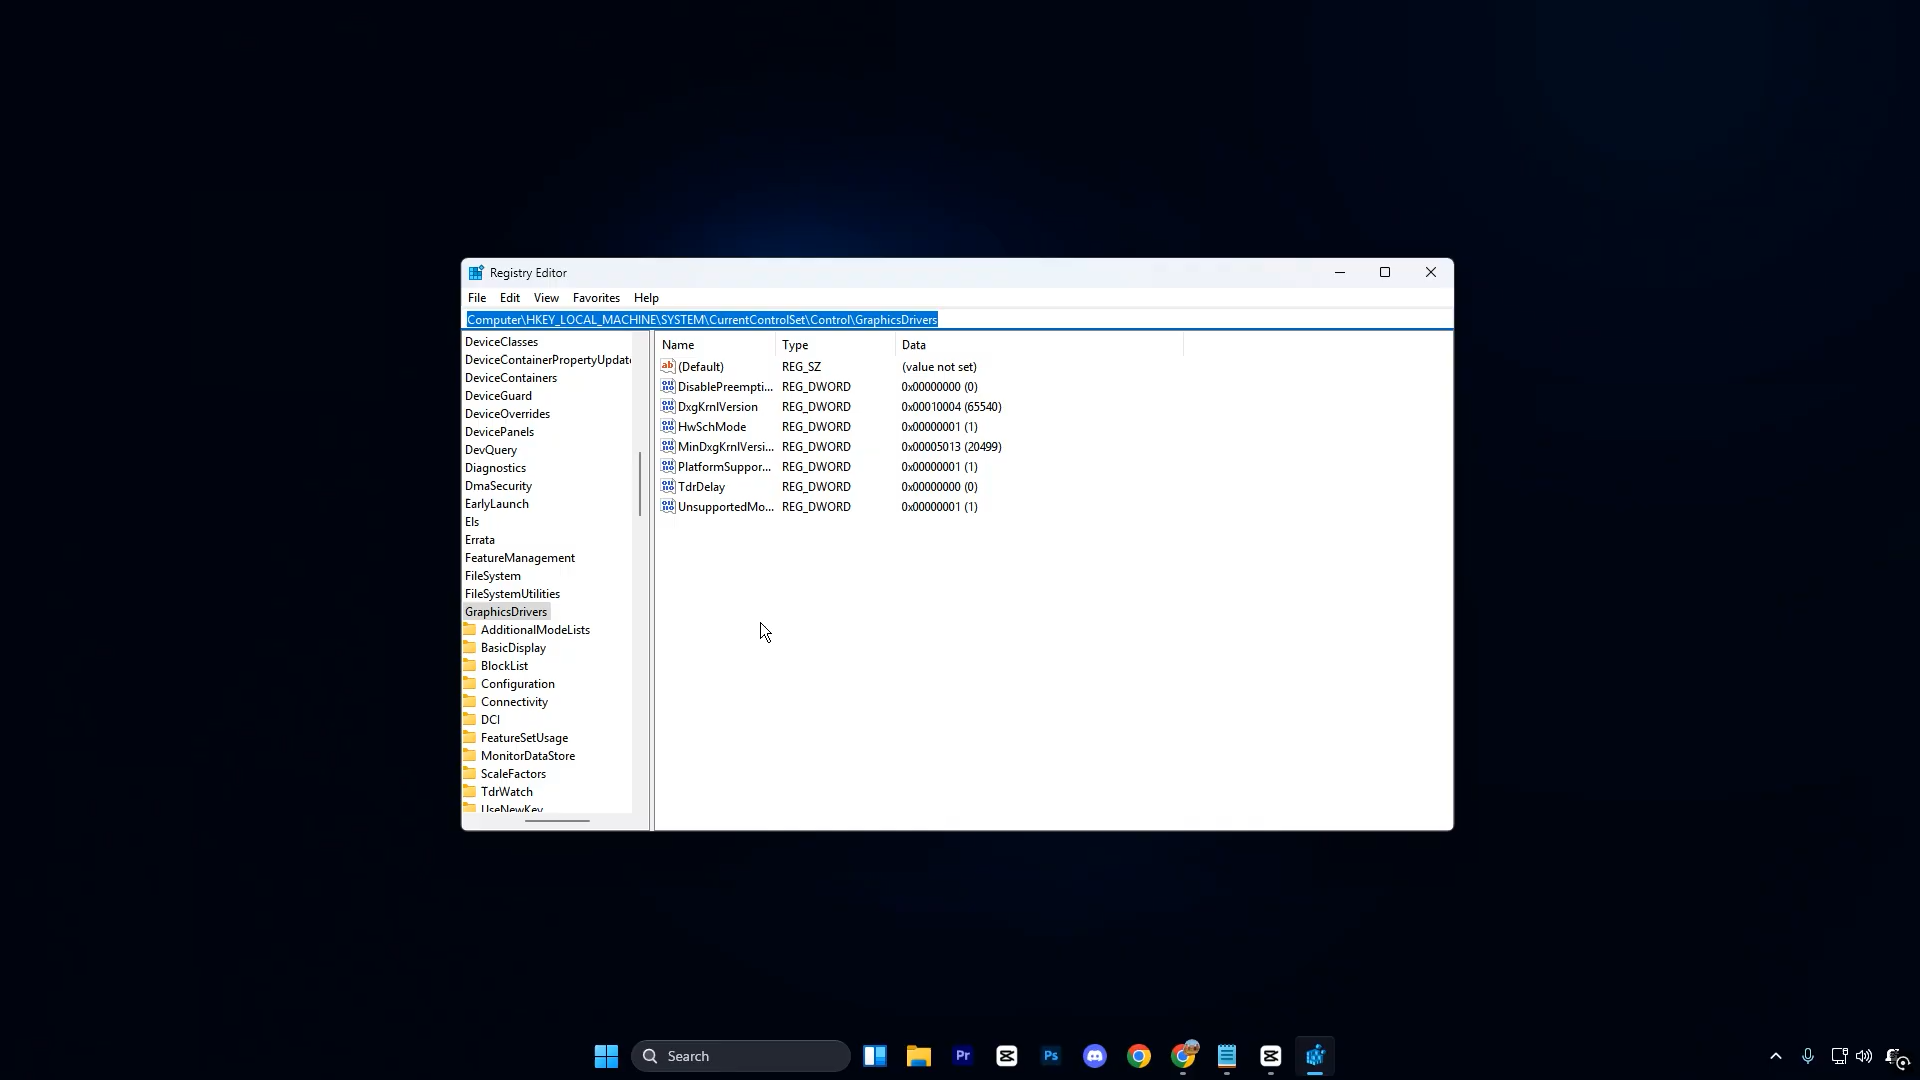 Registry Editor
File Edit View Favorites Help
Computer\HKEY_LOCAL_MACHINE\SYSTEM\CurrentControlSet\Control\GraphicsDrivers
DeviceClasses
DeviceContainerPropertyUpdate
DeviceContainers
DeviceGuard
DeviceOverrides
DevicePanels
DevQuery
Diagnostics
DmaSecurity
EarlyLaunch
Els
Errata
FeatureManagement
FileSystem
FileSystemUtilities
GraphicsDrivers
AdditionalModeLists
BasicDisplay
BlockList
Configuration
Connectivity
DCI
FeatureSetUsage
MonitorDataStore
ScaleFactors
TdrWatch
UseNewKey
Name Type Data
ab (Default) REG_SZ (value not set)
DisablePreempti... REG_DWORD 0x00000000 (0)
DxgKrnlVersion REG_DWORD 0x00010004 (65540)
HwSchMode REG_DWORD 0x00000001 (1)
MinDxgKrnlVersi... REG_DWORD 0x00005013 (20499)
PlatformSuppor... REG_DWORD 0x00000001 (1)
TdrDelay REG_DWORD 0x00000000 (0)
UnsupportedMo... REG_DWORD 0x00000001 (1)
Search
Pr
Ps